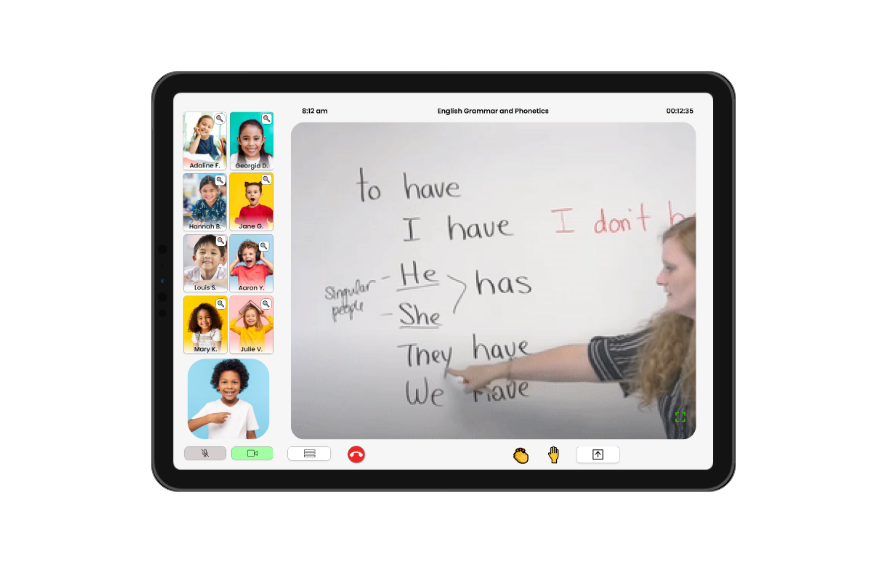 8:12 am English Grammar and Phonetics 00:12:35
Adaline F. Georgia D.
Hannah B. Jane G.
Louis S. Aaron Y.
Mary K. Julie V.
to have
I have I don't
He
Singular
people
has
She
They have
We have